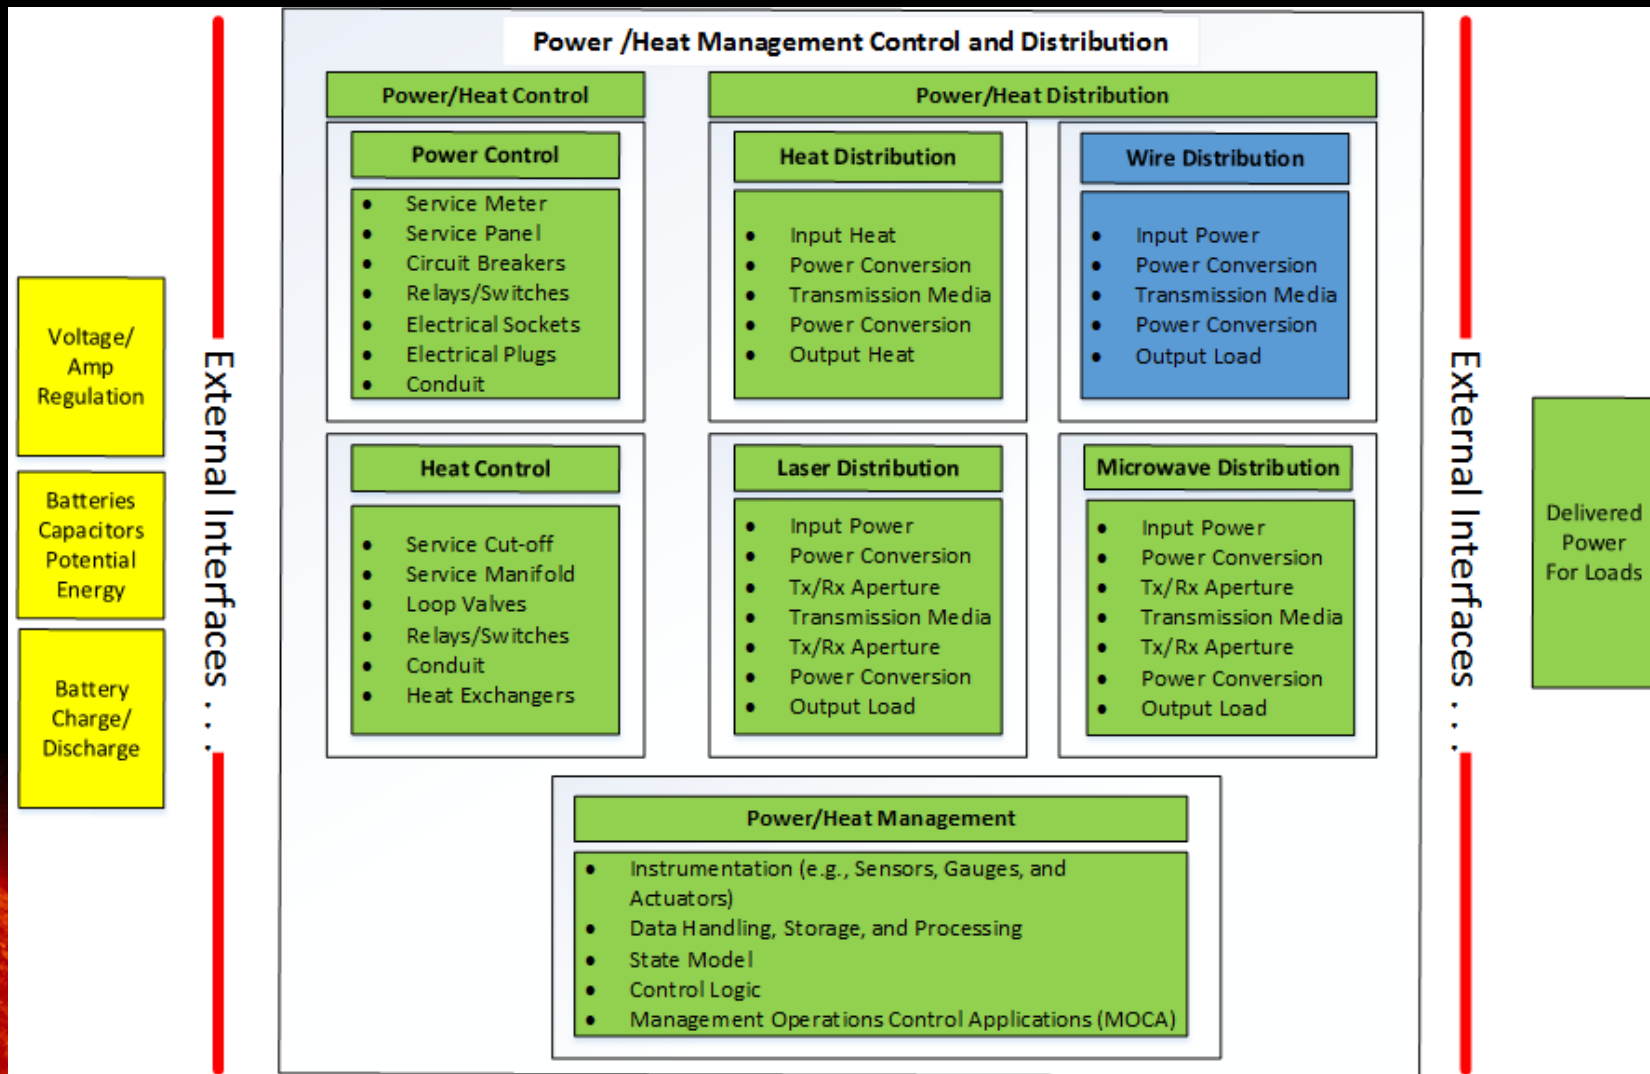 Power /Heat Management Control and Distribution
Power/Heat Control
Power Control
• Service Meter
• Service Panel
• Circuit Breakers
• Relays/Switches
• Electrical Sockets
• Electrical Plugs
• Conduit
Heat Control
• Service Cut-off
• Service Manifold
• Loop Valves
• Relays/Switches
• Conduit
• Heat Exchangers
Power/Heat Distribution
Heat Distribution
• Input Heat
• Power Conversion
• Transmission Media
• Power Conversion
• Output Heat
Wire Distribution
• Input Power
• Power Conversion
• Transmission Media
• Power Conversion
• Output Load
Laser Distribution
• Input Power
• Power Conversion
• Tx/Rx Aperture
• Transmission Media
• Tx/Rx Aperture
• Power Conversion
• Output Load
Microwave Distribution
• Input Power
• Power Conversion
• Tx/Rx Aperture
• Transmission Media
• Tx/Rx Aperture
• Power Conversion
• Output Load
Power/Heat Management
• Instrumentation (e.g., Sensors, Gauges, and
Actuators)
• Data Handling, Storage, and Processing
• State Model
• Control Logic
• Management Operations Control Applications (MOCA)
Voltage/
Amp
Regulation
Batteries
Capacitors
Potential
Energy
Battery
Charge/
Discharge
External Interfaces . . .
External Interfaces . . .
Delivered
Power
For Loads